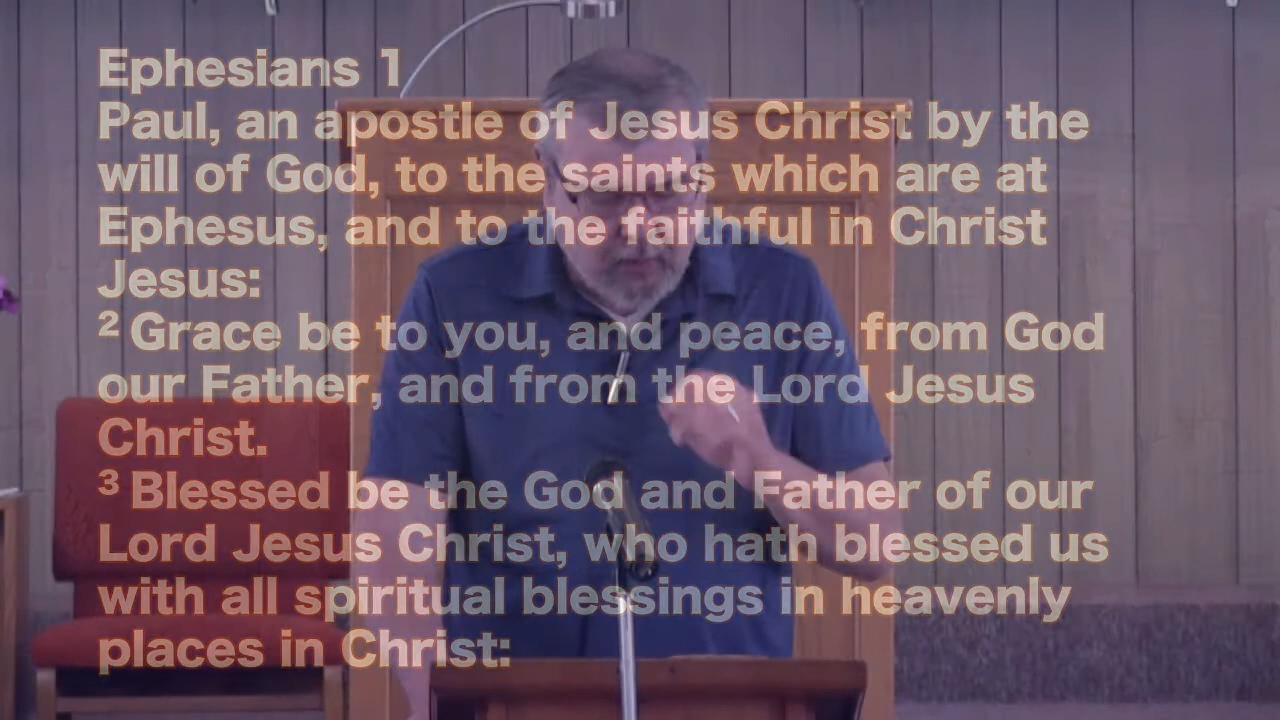 Ephesians 1
Paul, an apostle of Jesus Christ by the
will of God, to the saints which are at
Ephesus, and to the faithful in Christ
Jesus:
2 Grace be to you, and peace, from God
our Father, and from the Lord Jesus
Christ.
3 Blessed be the God and Father of our
Lord Jesus Christ, who hath blessed us
with all spiritual blessings in heavenly
places in Christ: